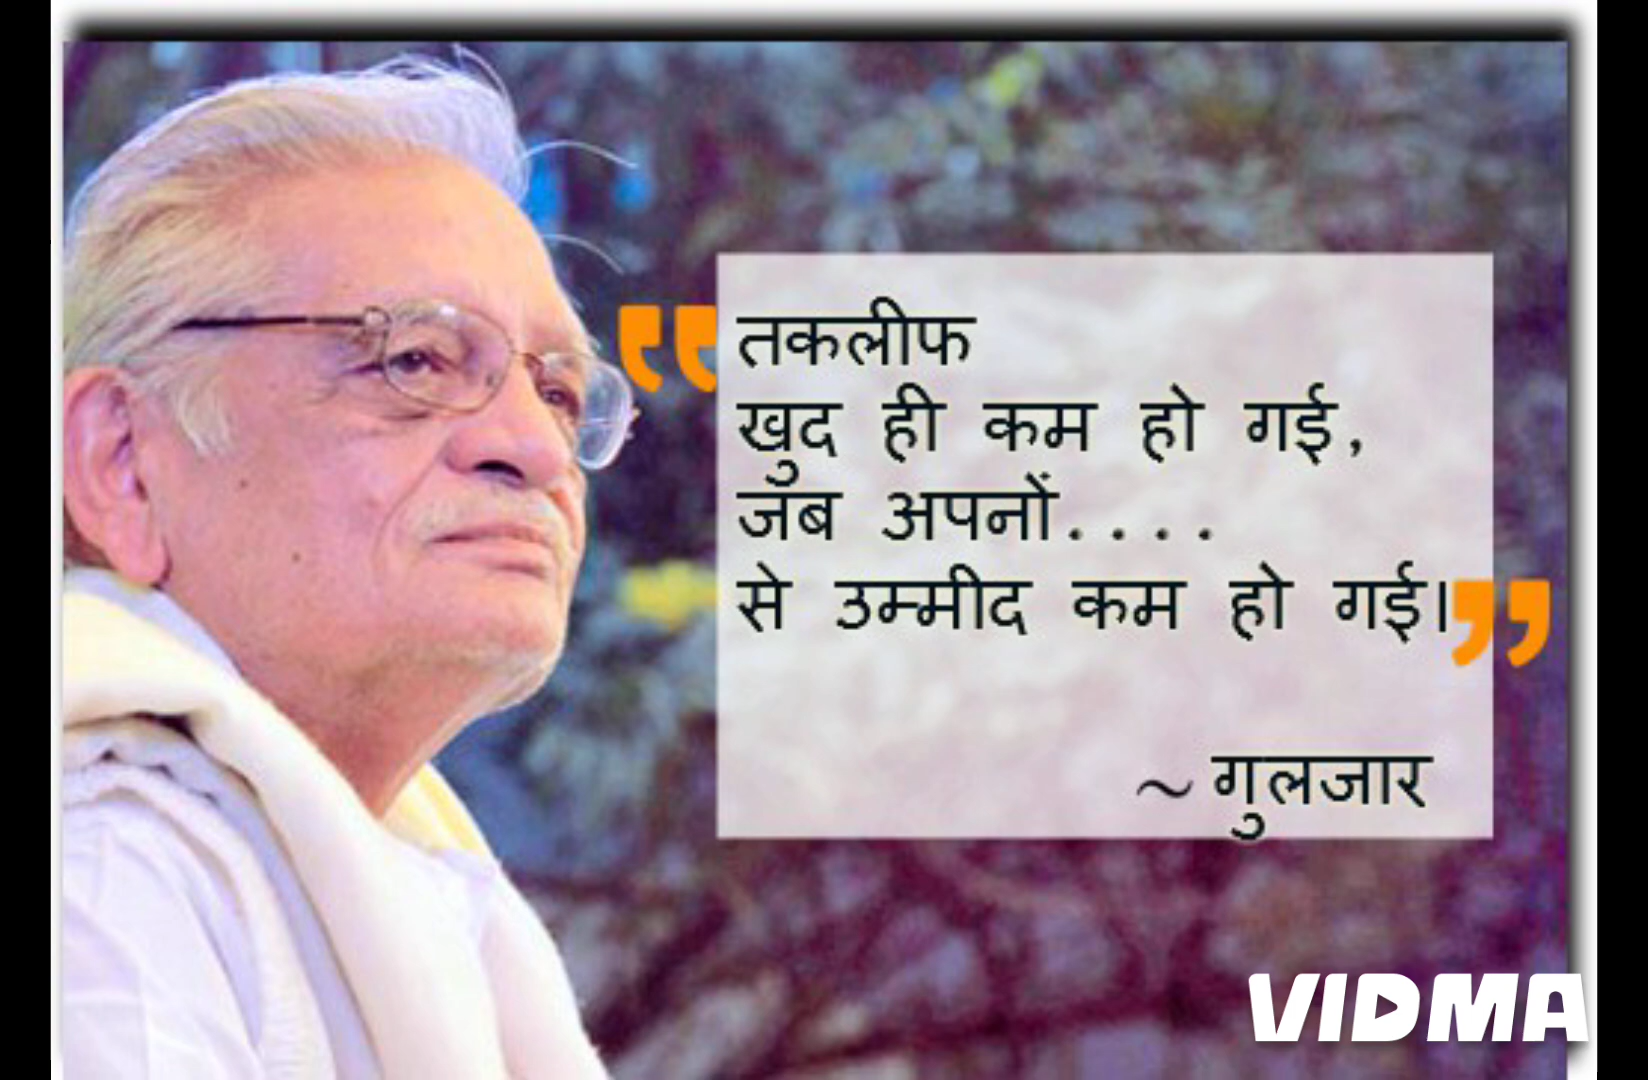 तकलीफ
खुद ही कम हो गई,
जब अपनों....
से उम्मीद कम हो गई।
~गुलजार
VIDMA